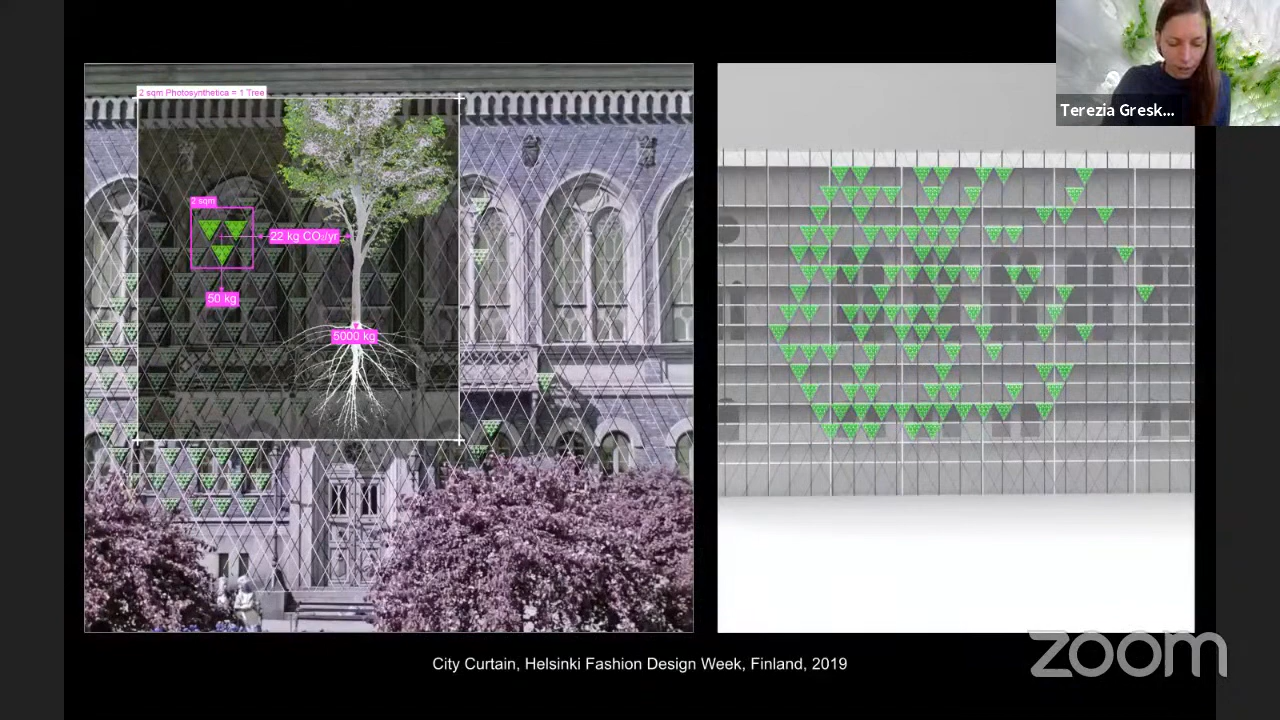 2 sqm Photosynthetica = 1 Tree
2 sqm
22 kg CO₂/yr
50 kg
5000 kg
Terezia Gresk...
City Curtain, Helsinki Fashion Design Week, Finland, 2019
zoom